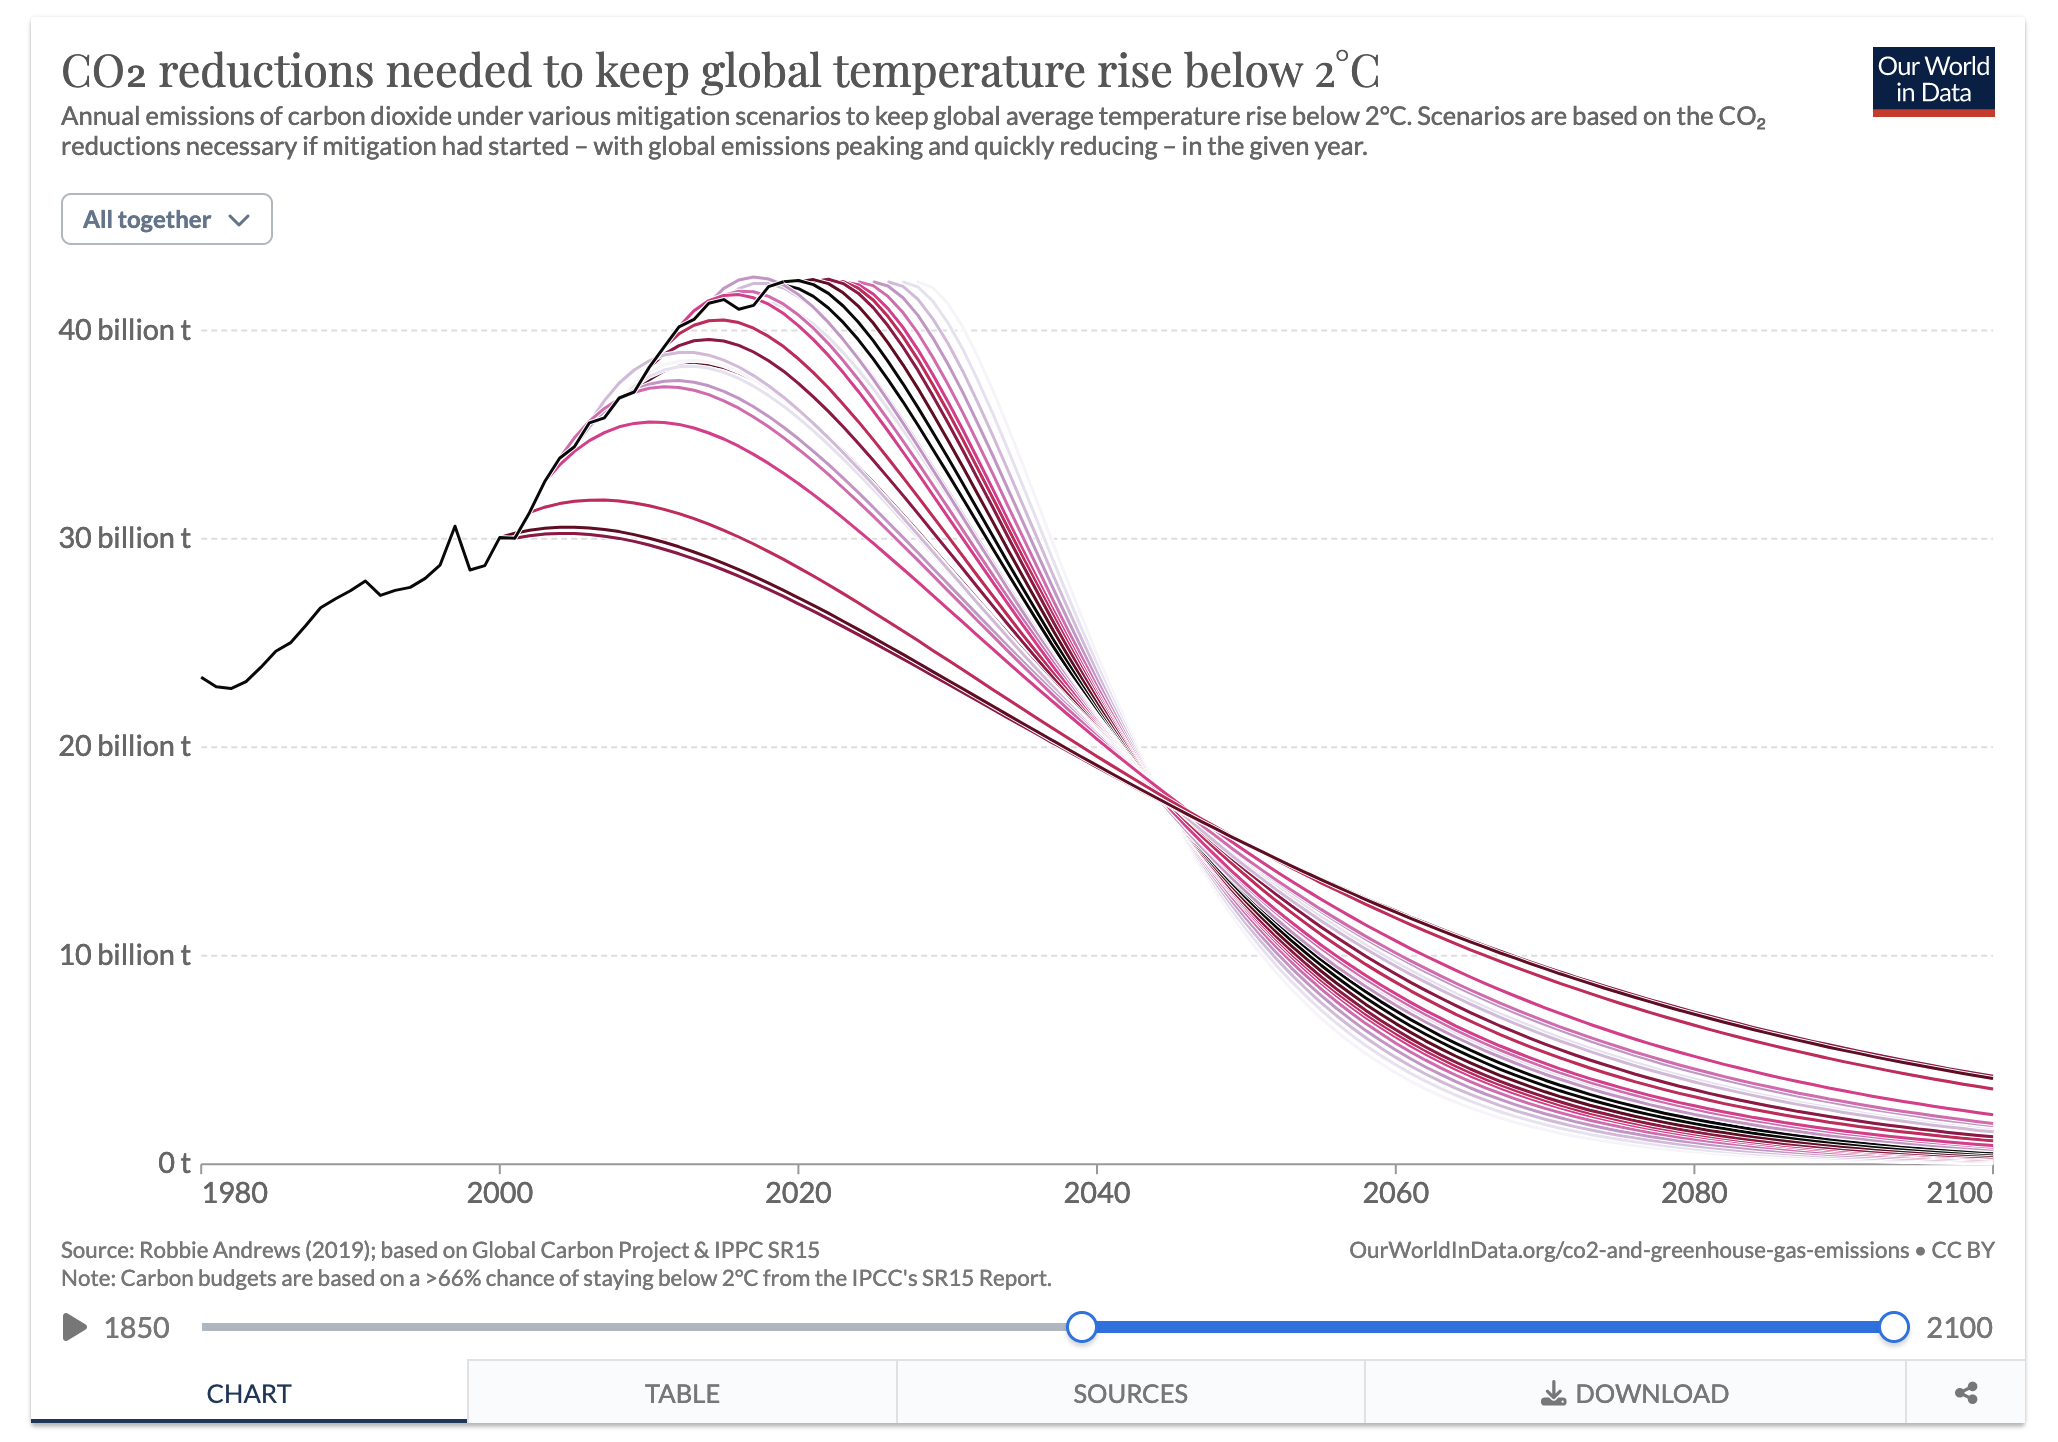 CO2 reductions needed to keep global temperature rise below 2°C
Our World
in Data
Annual emissions of carbon dioxide under various mitigation scenarios to keep global average temperature rise below 2°C. Scenarios are based on the CO₂
reductions necessary if mitigation had started – with global emissions peaking and quickly reducing – in the given year.
All together
40 billion t
30 billion t
20 billion t
10 billion t
0 t
1980 2000 2020 2040 2060 2080 2100
Source: Robbie Andrews (2019); based on Global Carbon Project & IPPC SR15
OurWorldInData.org/co2-and-greenhouse-gas-emissions • CC BY
Note: Carbon budgets are based on a >66% chance of staying below 2°C from the IPCC's SR15 Report.
1850 2100
CHART TABLE SOURCES DOWNLOAD